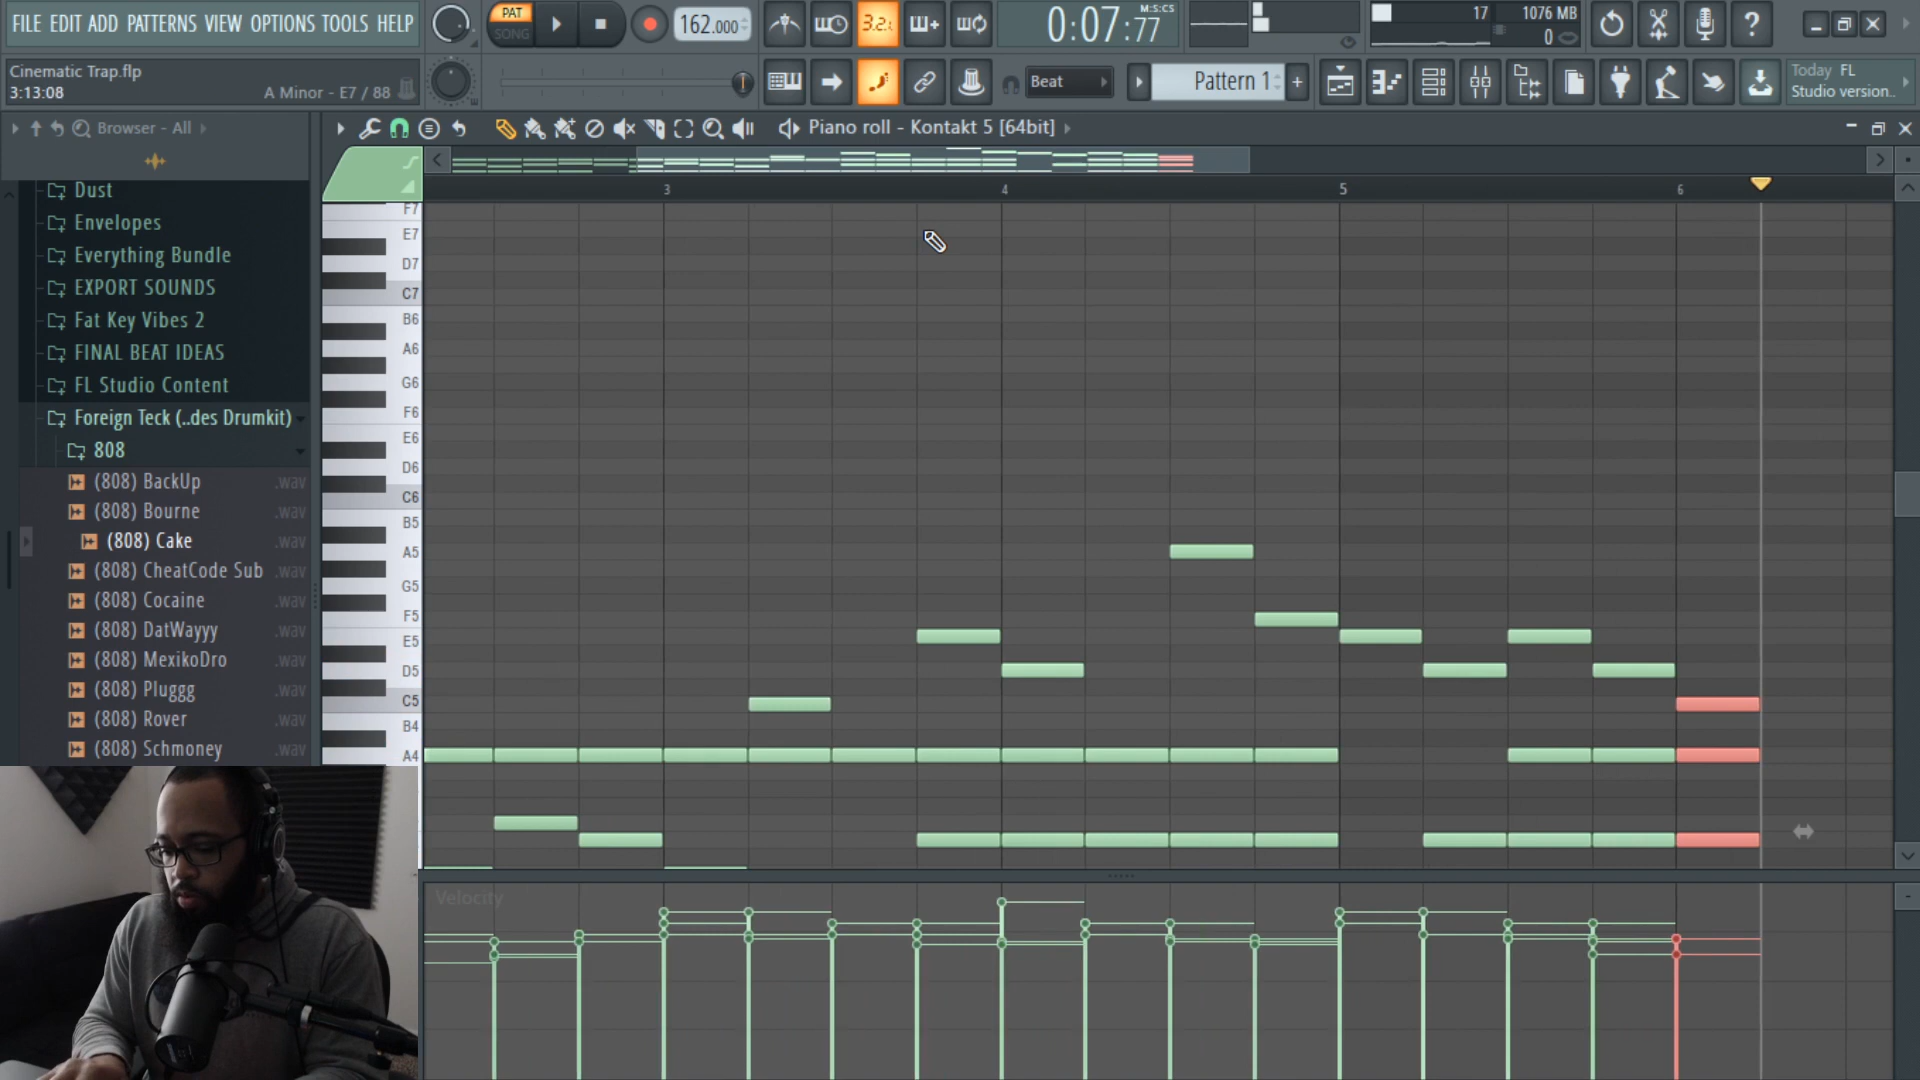 FILE EDIT ADD PATTERNS VIEW OPTIONS TOOLS HELP
PAT
SONG
162.000
3.2.
0:07:77
M:S:CS
17
1076 MB
0
Cinematic Trap.flp
3:13:08
A Minor - E7 / 88
Beat
Pattern 1
Today FL
Studio version..
Browser - All
Piano roll - Kontakt 5 [64bit]
Dust
Envelopes
Everything Bundle
EXPORT SOUNDS
Fat Key Vibes 2
FINAL BEAT IDEAS
FL Studio Content
Foreign Teck (..des Drumkit)
808
(808) BackUp .wav
(808) Bourne .wav
(808) Cake .wav
(808) CheatCode Sub .wav
(808) Cocaine .wav
(808) DatWayyy .wav
(808) MexikoDro .wav
(808) Pluggg .wav
(808) Rover .wav
(808) Schmoney .wav
3 4 5 6
F7
E7
D7
C7
B6
A6
G6
F6
E6
D6
C6
B5
A5
G5
F5
E5
D5
C5
B4
A4
Velocity